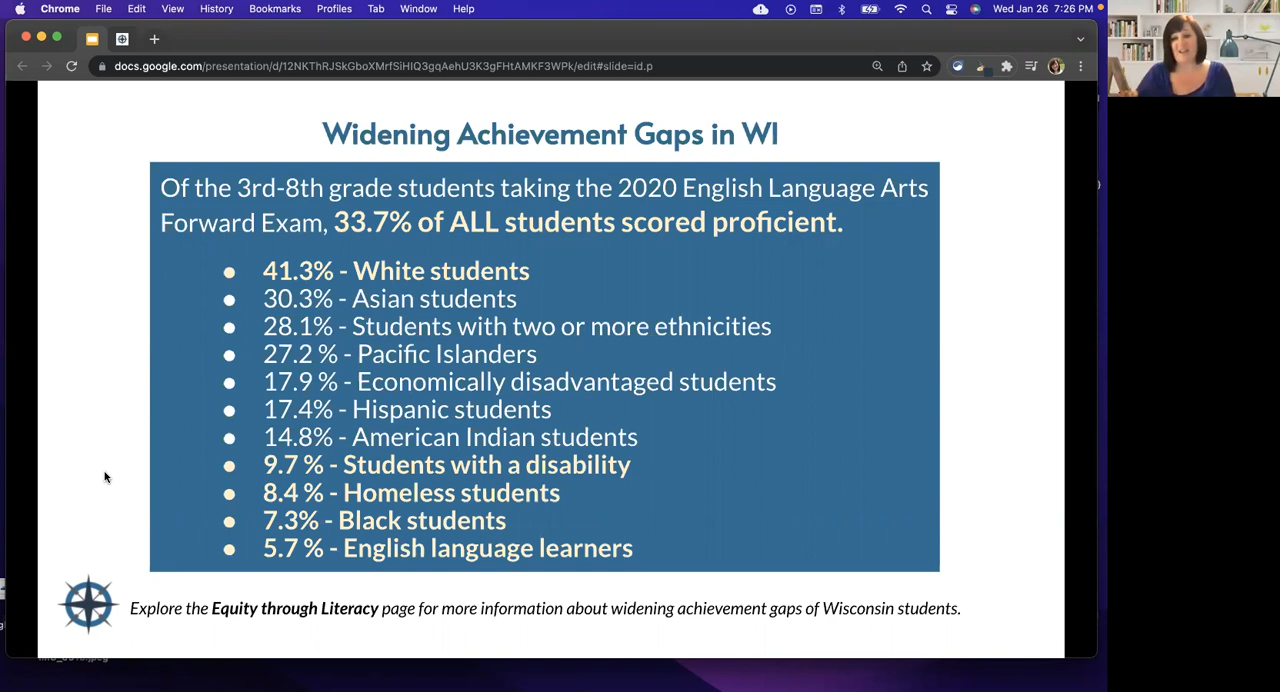 Chrome File Edit View History Bookmarks Profiles Tab Window Help Wed Jan 26 7:26 PM
docs.google.com/presentation/d/12NKThRJSkGboXMrfSiHIQ3gqAehU3K3gFHtAMKF3WPk/edit#slide=id.p
Widening Achievement Gaps in WI
Of the 3rd-8th grade students taking the 2020 English Language Arts
Forward Exam, 33.7% of ALL students scored proficient.
● 41.3% - White students
● 30.3% - Asian students
● 28.1% - Students with two or more ethnicities
● 27.2 % - Pacific Islanders
● 17.9 % - Economically disadvantaged students
● 17.4% - Hispanic students
● 14.8% - American Indian students
● 9.7 % - Students with a disability
● 8.4 % - Homeless students
● 7.3% - Black students
● 5.7 % - English language learners
Explore the Equity through Literacy page for more information about widening achievement gaps of Wisconsin students.